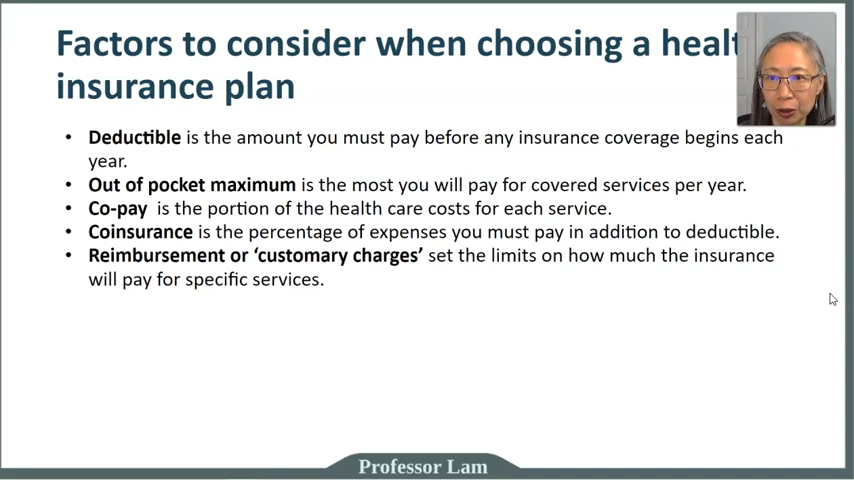 Factors to consider when choosing a healt
insurance plan
• Deductible is the amount you must pay before any insurance coverage begins each
year.
• Out of pocket maximum is the most you will pay for covered services per year.
• Co-pay is the portion of the health care costs for each service.
• Coinsurance is the percentage of expenses you must pay in addition to deductible.
• Reimbursement or ‘customary charges’ set the limits on how much the insurance
will pay for specific services.
Professor Lam